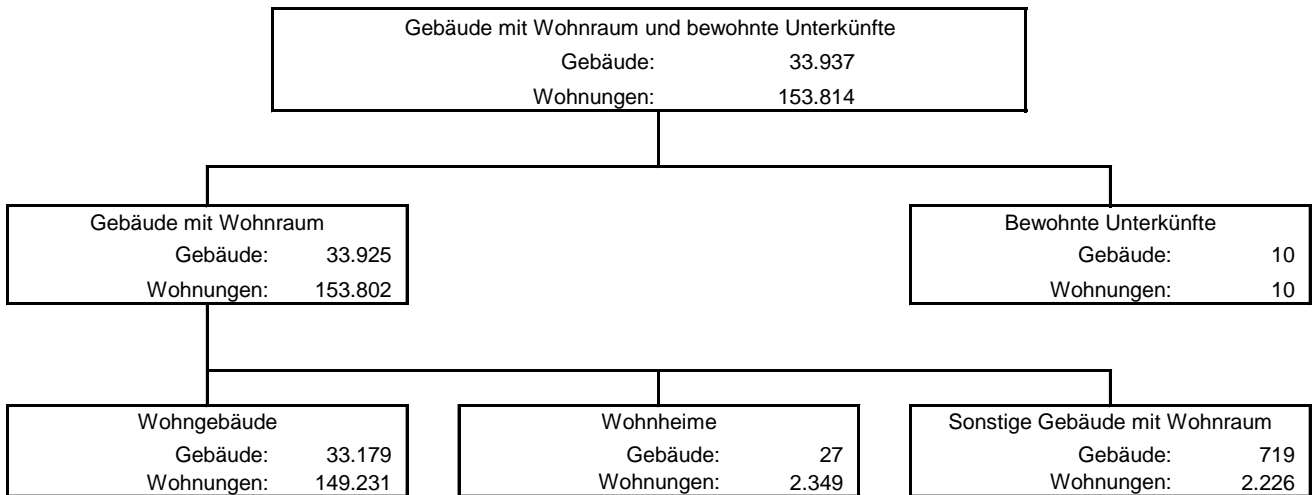 Gebäude mit Wohnraum und bewohnte Unterkünfte
Gebäude: 33.937
Wohnungen: 153.814
Gebäude mit Wohnraum
Gebäude: 33.925
Wohnungen: 153.802
Bewohnte Unterkünfte
Gebäude: 10
Wohnungen: 10
Wohngebäude
Gebäude: 33.179
Wohnungen: 149.231
Wohnheime
Gebäude: 27
Wohnungen: 2.349
Sonstige Gebäude mit Wohnraum
Gebäude: 719
Wohnungen: 2.226